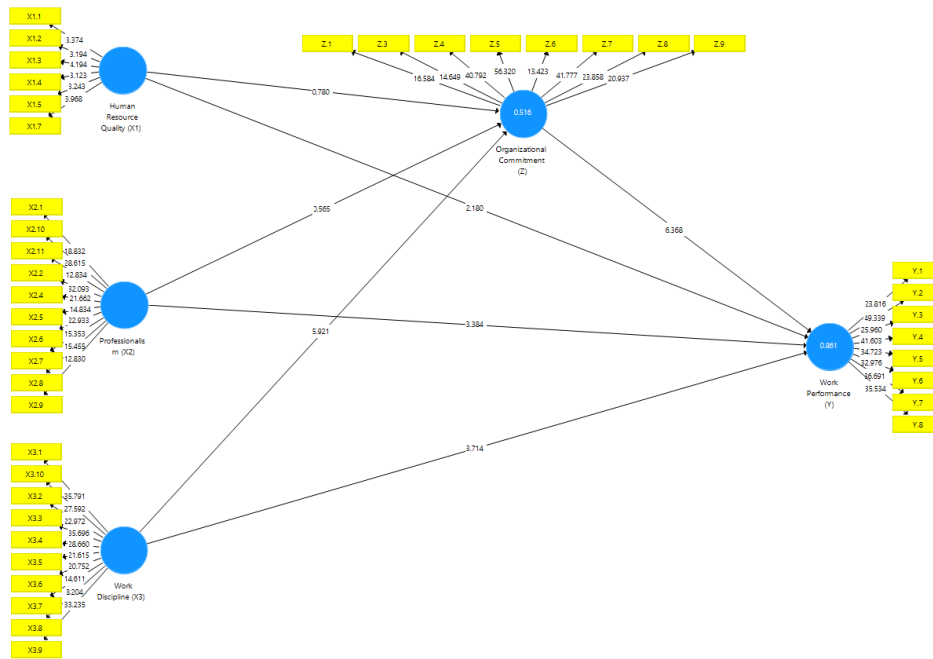 X1.1
X1.2
X1.3
X1.4
X1.5
X1.7
3.374
3.194
4.194
3.123
3.243
3.968
Human
Resource
Quality (X1)
Z.1
Z.3
Z.4
Z.5
Z.6
Z.7
Z.8
Z.9
16.584
14.649
40.792
56.320
13.423
41.777
23.858
20.937
0.516
Organizational
Commitment
(Z)
0.780
2.180
X2.1
X2.10
X2.11
X2.2
X2.4
X2.5
X2.6
X2.7
X2.8
X2.9
18.832
28.615
12.834
32.093
21.662
14.834
22.933
15.353
15.455
12.830
Professionalis
m (X2)
0.565
3.384
6.368
5.921
3.714
Y.1
Y.2
Y.3
Y.4
Y.5
Y.6
Y.7
Y.8
23.816
49.339
25.960
41.603
34.723
32.976
35.534
0.861
Work
Performance
(Y)
X3.1
X3.10
X3.2
X3.3
X3.4
X3.5
X3.6
X3.7
X3.8
X3.9
35.791
27.592
22.972
35.696
28.660
21.615
20.752
14.611
3.204
33.235
Work
Discipline (X3)